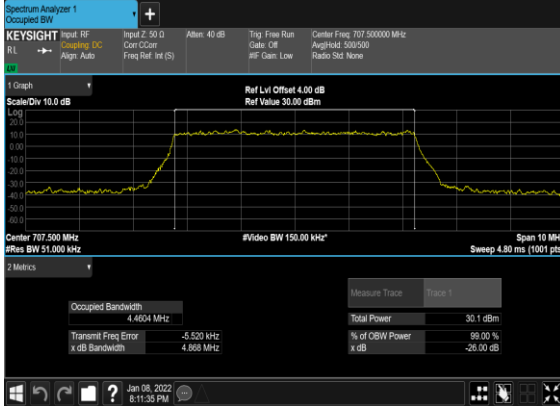 Spectrum Analyzer 1
Occupied BW
+
KEYSIGHT Input: RF Input Z: 50 Ω Atten: 40 dB Trig: Free Run Center Freq: 707.500000 MHz
RL Coupling: DC Corr CCorr Gate: Off Avg|Hold: 500/500
Align: Auto Freq Ref: Int (S) #IF Gain: Low Radio Std: None
LXI
1 Graph
Ref Lvl Offset 4.00 dB
Scale/Div 10.0 dB Ref Value 30.00 dBm
Log
20.0
10.0
0.00
-10.0
-20.0
-30.0
-40.0
-50.0
-60.0
Center 707.500 MHz #Video BW 150.00 kHz* Span 10 MH
#Res BW 51.000 kHz Sweep 4.80 ms (1001 pts
2 Metrics
Measure Trace Trace 1
Occupied Bandwidth
4.4604 MHz Total Power 30.1 dBm
Transmit Freq Error -5.520 kHz % of OBW Power 99.00 %
x dB Bandwidth 4.868 MHz x dB -26.00 dB
?
Jan 08, 2022
8:11:35 PM